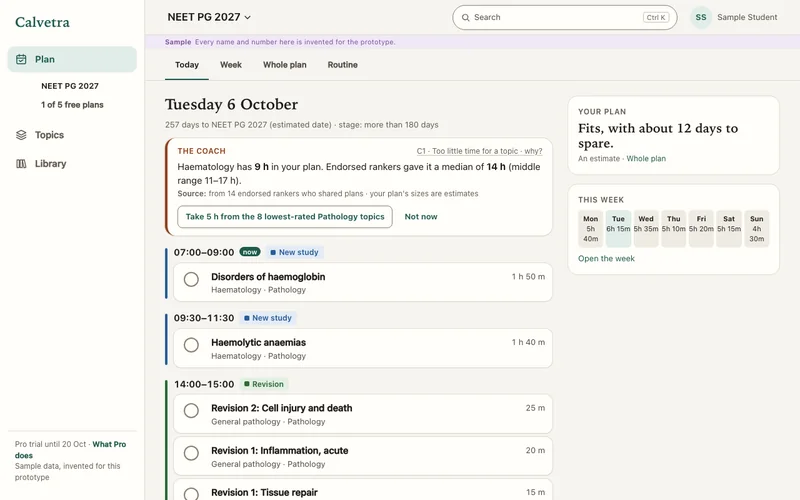 Calvetra
Plan
NEET PG 2027
1 of 5 free plans
Topics
Library
Pro trial until 20 Oct · What Pro
does
Sample data, invented for this
prototype
NEET PG 2027
Search
Ctrl K
SS
Sample Student
Sample Every name and number here is invented for the prototype.
Today
Week
Whole plan
Routine
Tuesday 6 October
257 days to NEET PG 2027 (estimated date) · stage: more than 180 days
THE COACH
C1 · Too little time for a topic · why?
Haematology has 9 h in your plan. Endorsed rankers gave it a median of 14 h (middle
range 11–17 h).
Source: from 14 endorsed rankers who shared plans · your plan's sizes are estimates
Take 5 h from the 8 lowest-rated Pathology topics
Not now
07:00–09:00 now New study
Disorders of haemoglobin
1 h 50 m
Haematology · Pathology
09:30–11:30 New study
Haemolytic anaemias
1 h 40 m
Haematology · Pathology
14:00–15:00 Revision
Revision 2: Cell injury and death
25 m
General pathology · Pathology
Revision 1: Inflammation, acute
20 m
General pathology · Pathology
Revision 1: Tissue repair
15 m
YOUR PLAN
Fits, with about 12 days to
spare.
An estimate · Whole plan
THIS WEEK
Mon Tue Wed Thu Fri Sat Sun
5h 6h 15m 5h 35m 5h 10m 5h 20m 5h 15m 4h
40m 30m
Open the week